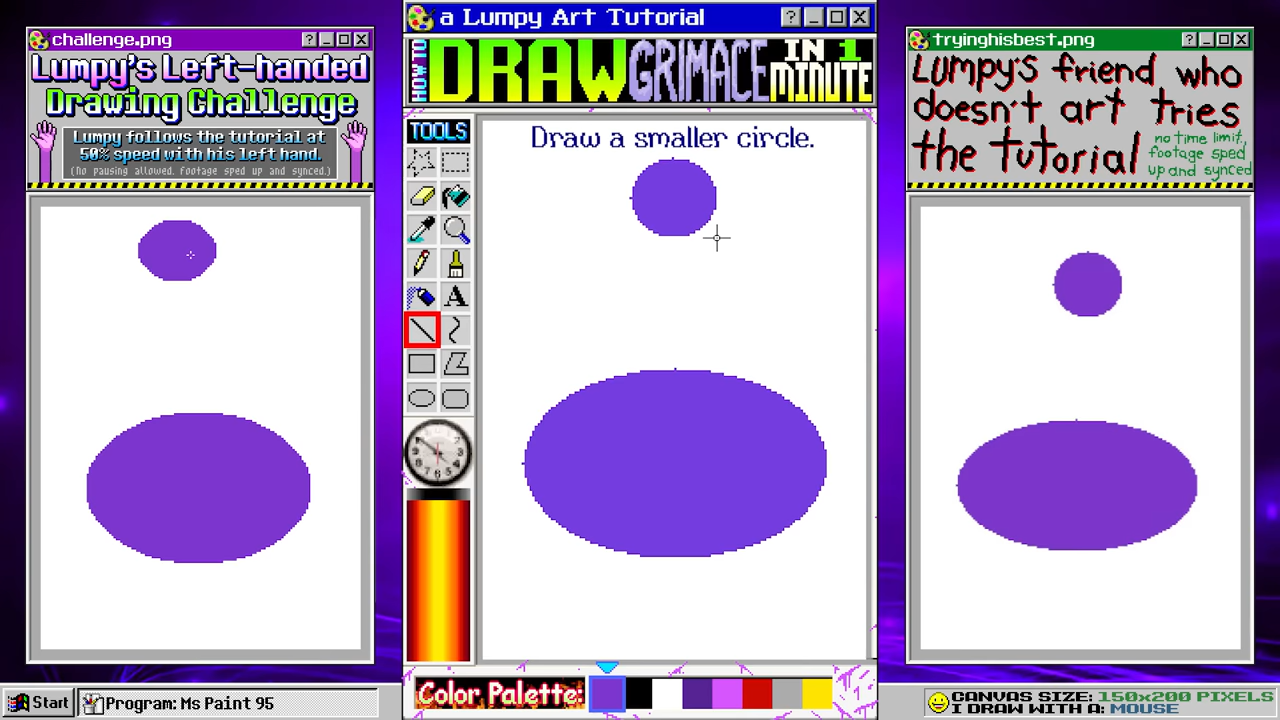 challenge.png
Lumpy's Left-handed
Drawing Challenge
Lumpy follows the tutorial at
50% speed with his left hand.
(No pausing allowed. footage sped up and synced.)
a Lumpy Art Tutorial
HOW TO DRAW GRIMACE IN 1 MINUTE
TOOLS
A
Draw a smaller circle.
Color Palette:
tryinghisbest.png
Lumpy's friend who
doesn't art tries
the tutorial
no time limit,
footage sped
up and synced
Start
Program: Ms Paint 95
CANVAS SIZE: 150x200 PIXELS
I DRAW WITH A: MOUSE